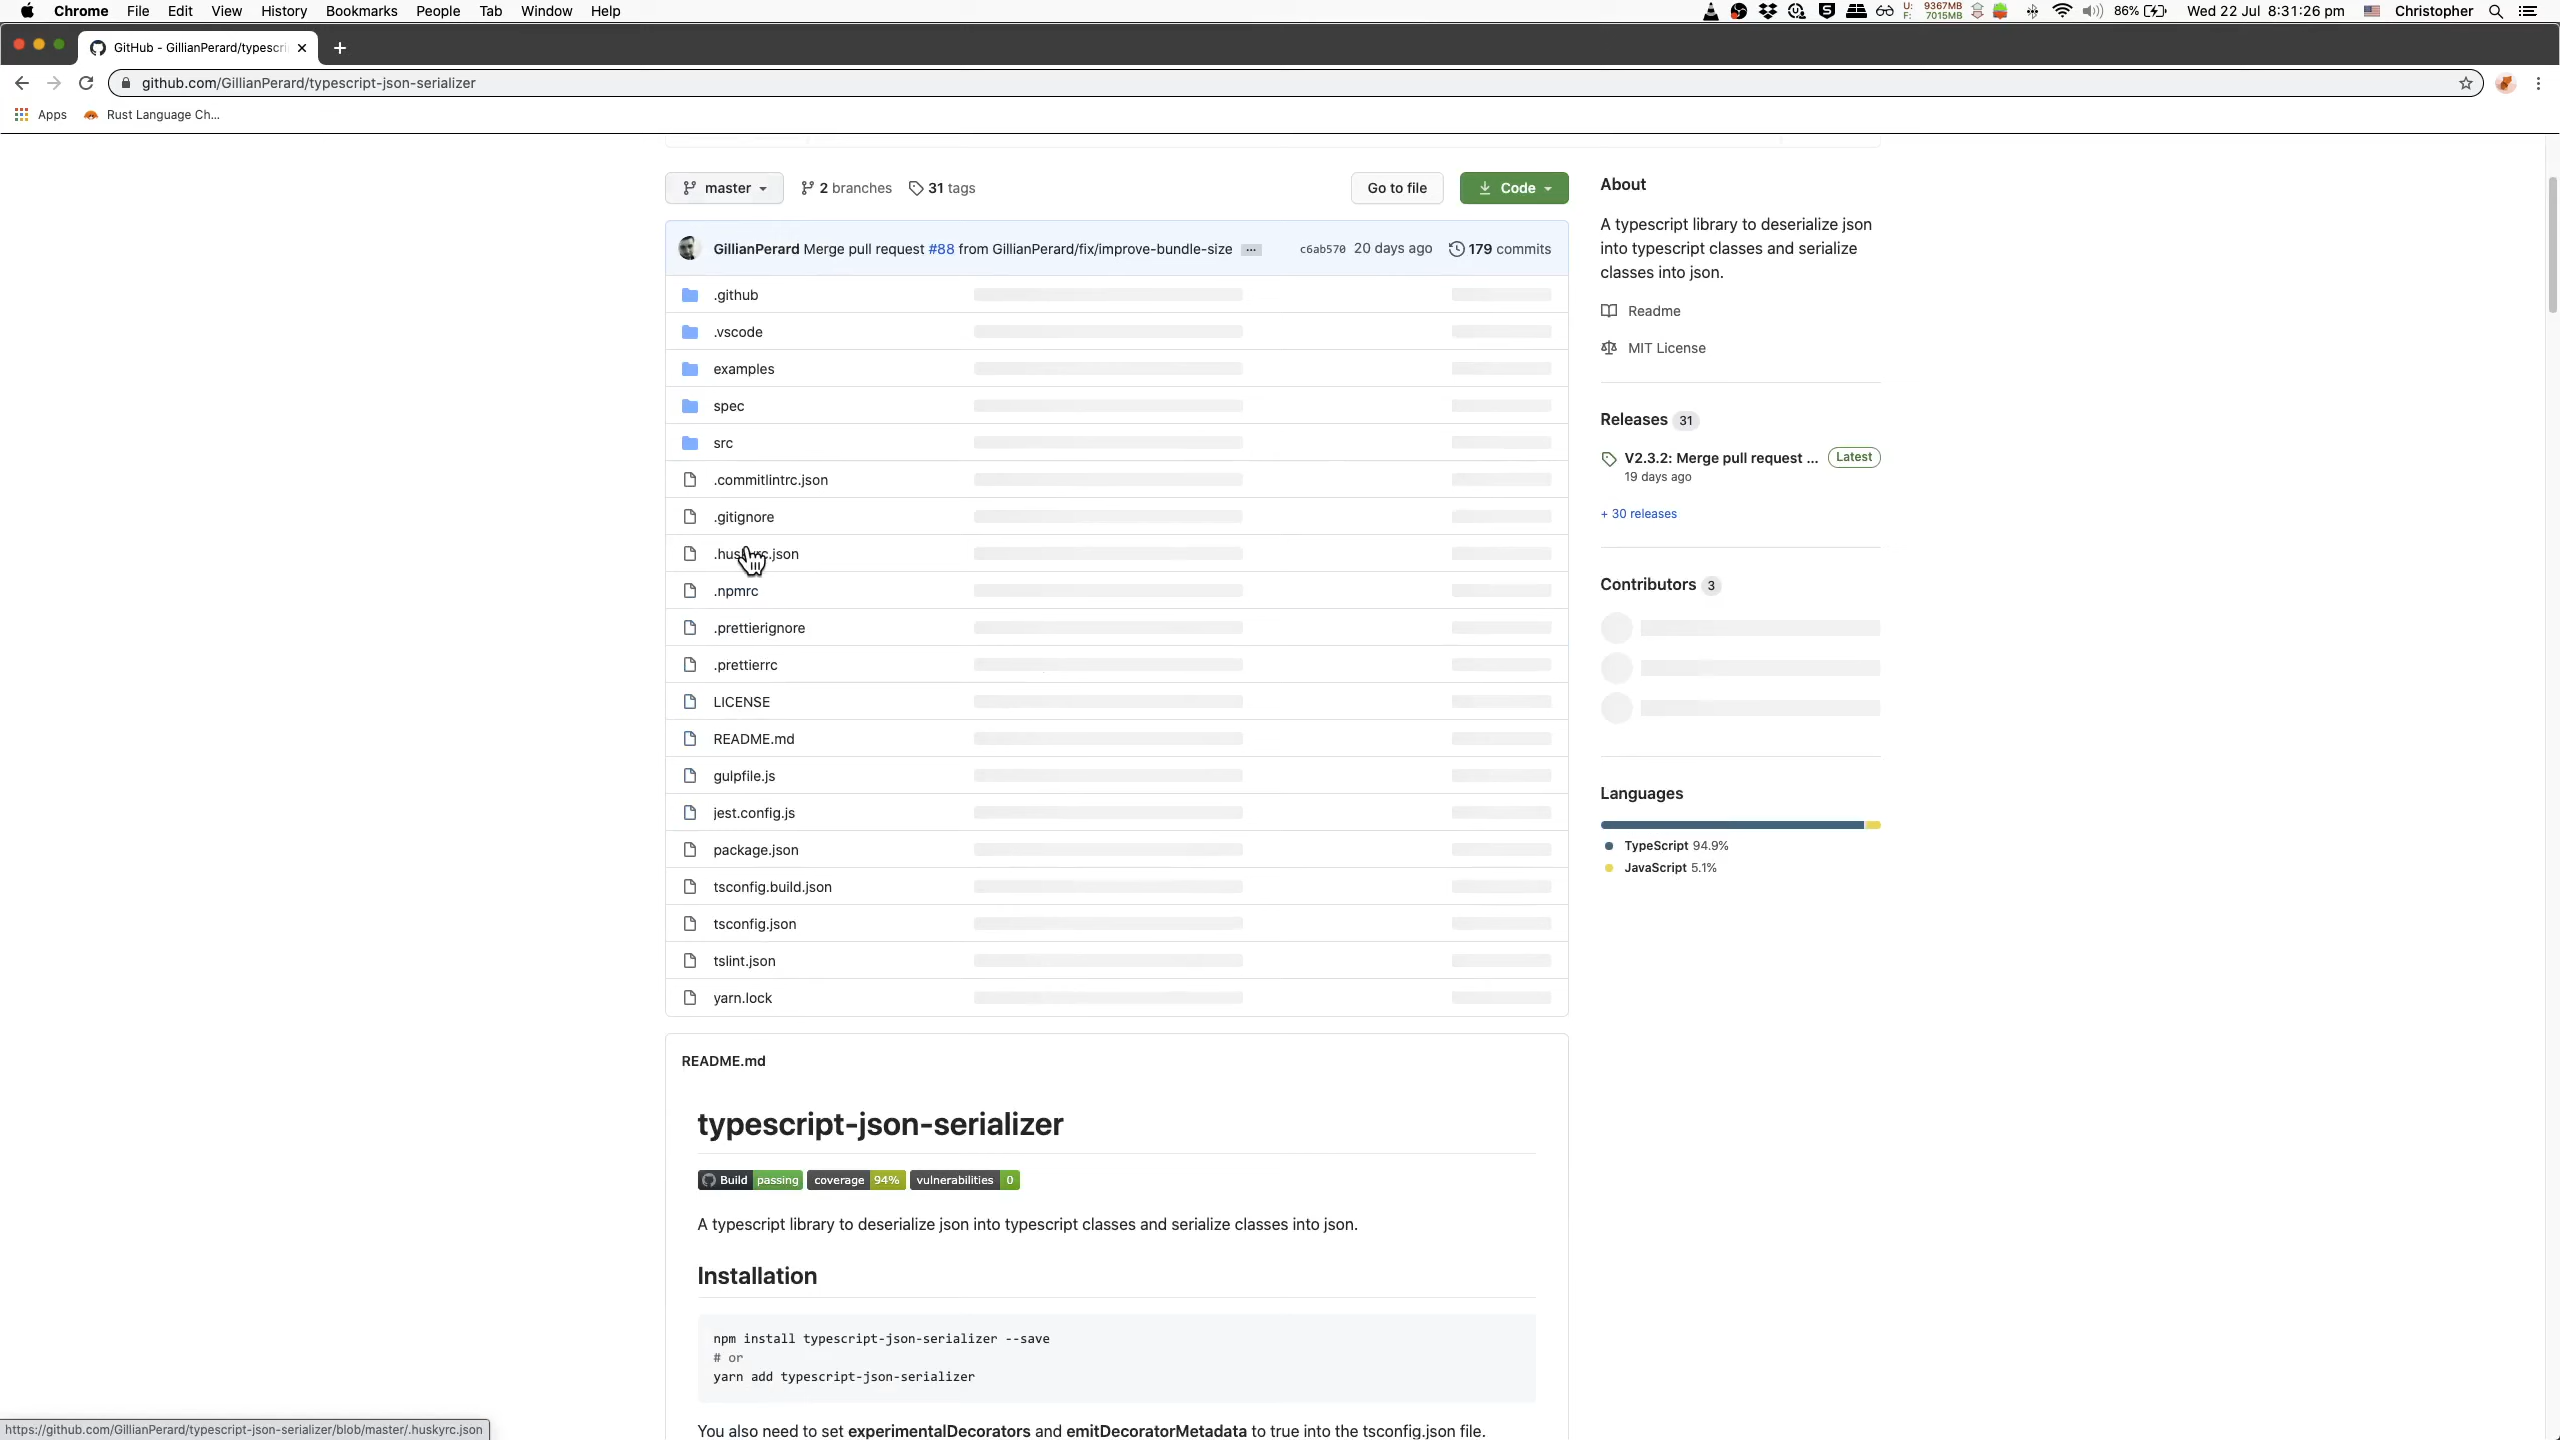 Chrome File Edit View History Bookmarks People Tab Window Help
U: 9367MB
F: 7015MB
86% Wed 22 Jul 8:31:26 pm Christopher
GitHub - GillianPerard/typescri
github.com/GillianPerard/typescript-json-serializer
Apps Rust Language Ch...
master 2 branches 31 tags Go to file Code
GillianPerard Merge pull request #88 from GillianPerard/fix/improve-bundle-size ... c6ab570 20 days ago 179 commits
.github
.vscode
examples
spec
src
.commitlintrc.json
.gitignore
.huskyrc.json
.npmrc
.prettierignore
.prettierrc
LICENSE
README.md
gulpfile.js
jest.config.js
package.json
tsconfig.build.json
tsconfig.json
tslint.json
yarn.lock
About
A typescript library to deserialize json
into typescript classes and serialize
classes into json.
Readme
MIT License
Releases 31
V2.3.2: Merge pull request ... Latest
19 days ago
+ 30 releases
Contributors 3
Languages
TypeScript 94.9%
JavaScript 5.1%
README.md
typescript-json-serializer
Build passing coverage 94% vulnerabilities 0
A typescript library to deserialize json into typescript classes and serialize classes into json.
Installation
npm install typescript-json-serializer --save
# or
yarn add typescript-json-serializer
You also need to set experimentalDecorators and emitDecoratorMetadata to true into the tsconfig.json file.
https://github.com/GillianPerard/typescript-json-serializer/blob/master/.huskyrc.json